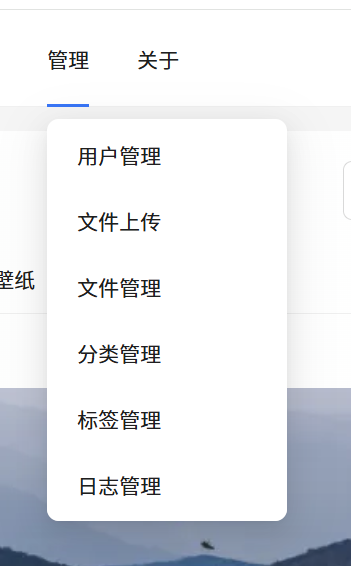 管理 关于
用户管理
文件上传
文件管理
壁纸
分类管理
标签管理
日志管理